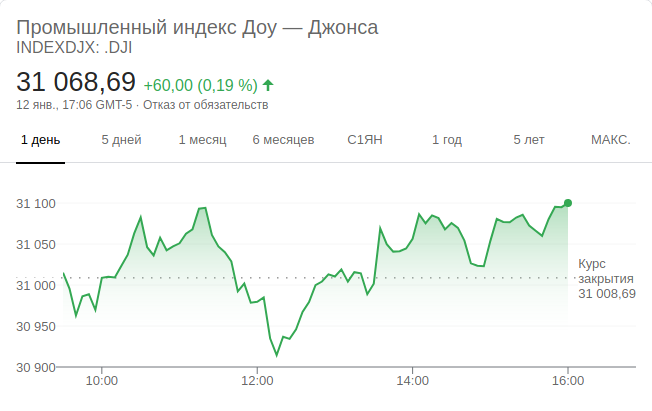 Промышленный индекс Доу — Джонса
INDEXDJX: .DJI
31 068,69 +60,00 (0,19 %)
12 янв., 17:06 GMT-5 · Отказ от обязательств
1 день 5 дней 1 месяц 6 месяцев С1ЯН 1 год 5 лет МАКС.
31 100
31 050
31 000
30 950
30 900
Курс
закрытия
31 008,69
10:00 12:00 14:00 16:00